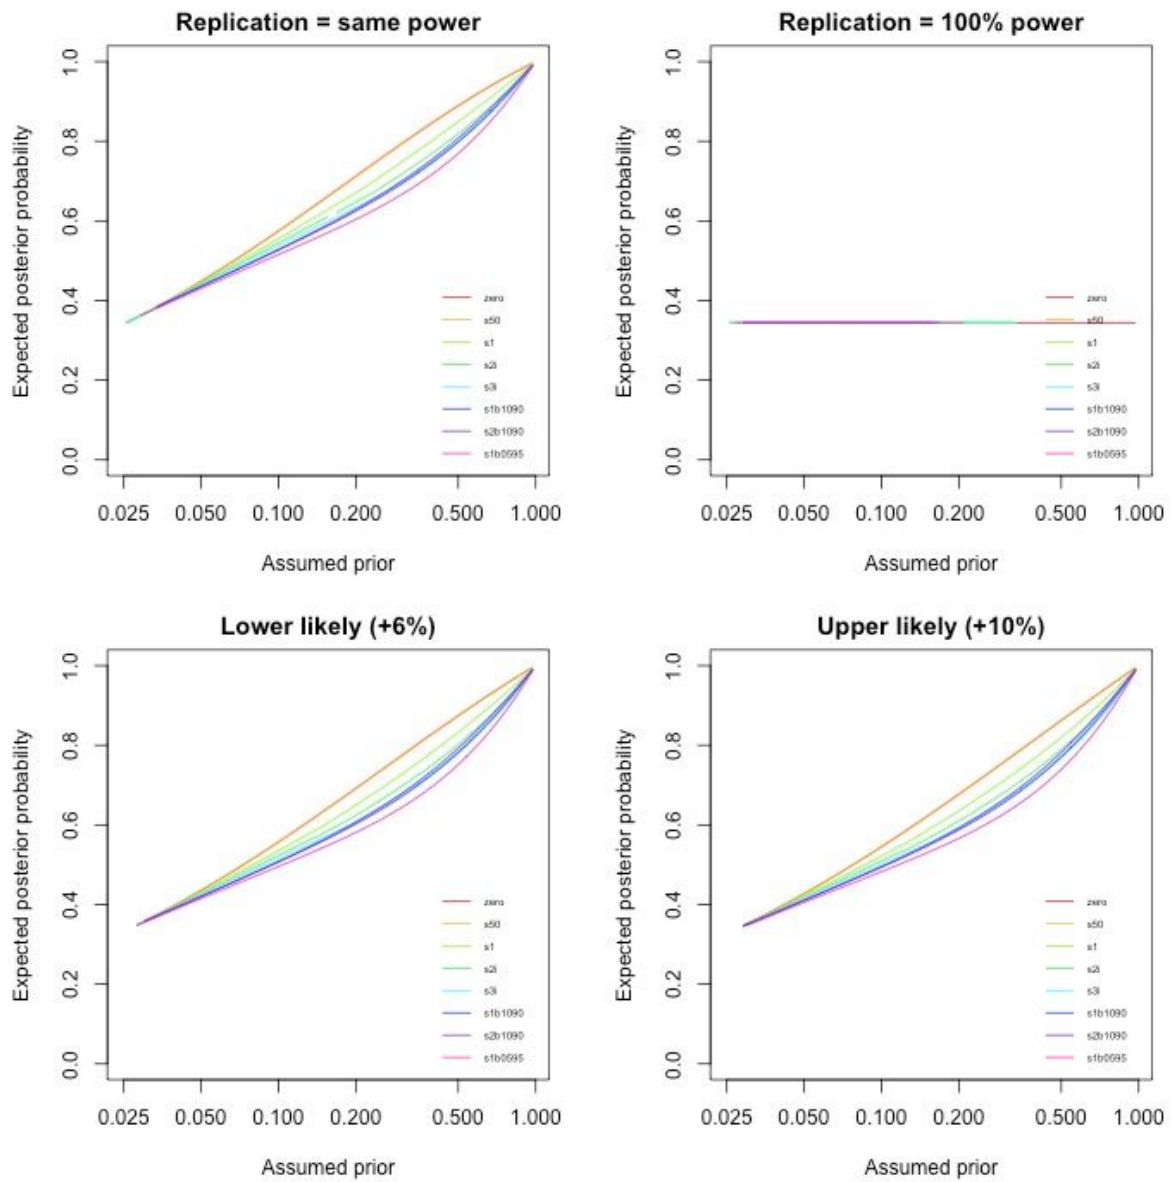 Replication = same power
Expected posterior probability
1.0
0.8
0.6
0.4
0.2
0.0
zero
s50
s1
s2i
s3i
s1b1090
s2b1090
s1b0595
0.025 0.050 0.100 0.200 0.500 1.000
Assumed prior
Replication = 100% power
Expected posterior probability
1.0
0.8
0.6
0.4
0.2
0.0
zero
s50
s1
s2i
s3i
s1b1090
s2b1090
s1b0595
0.025 0.050 0.100 0.200 0.500 1.000
Assumed prior
Lower likely (+6%)
Expected posterior probability
1.0
0.8
0.6
0.4
0.2
0.0
zero
s50
s1
s2i
s3i
s1b1090
s2b1090
s1b0595
0.025 0.050 0.100 0.200 0.500 1.000
Assumed prior
Upper likely (+10%)
Expected posterior probability
1.0
0.8
0.6
0.4
0.2
0.0
zero
s50
s1
s2i
s3i
s1b1090
s2b1090
s1b0595
0.025 0.050 0.100 0.200 0.500 1.000
Assumed prior